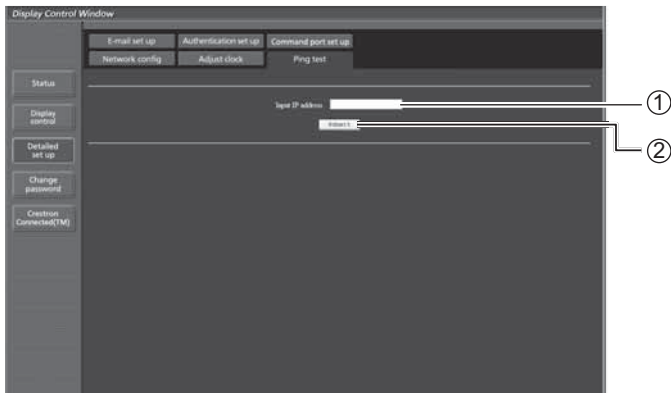 Display Control Window
E-mail set up Authentication set up Command port set up
Network config Adjust clock Ping test
Status
Input IP address
①
②
Display
control
Detailed
set up
Change
password
Crestron
Connected(TM)